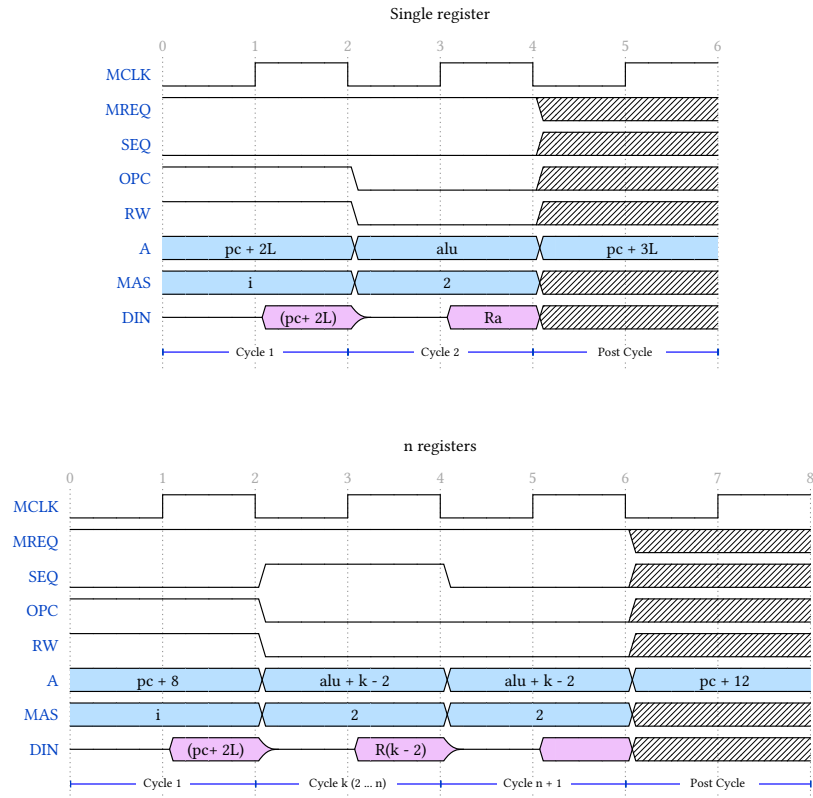 Single register
0 1 2 3 4 5 6
MCLK
MREQ
SEQ
OPC
RW
A pc + 2L alu pc + 3L
MAS i 2
DIN (pc+ 2L) Ra
Cycle 1 Cycle 2 Post Cycle
n registers
0 1 2 3 4 5 6 7 8
MCLK
MREQ
SEQ
OPC
RW
A pc + 8 alu + k - 2 alu + k - 2 pc + 12
MAS i 2 2
DIN (pc+ 2L) R(k - 2)
Cycle 1 Cycle k (2 ... n) Cycle n + 1 Post Cycle